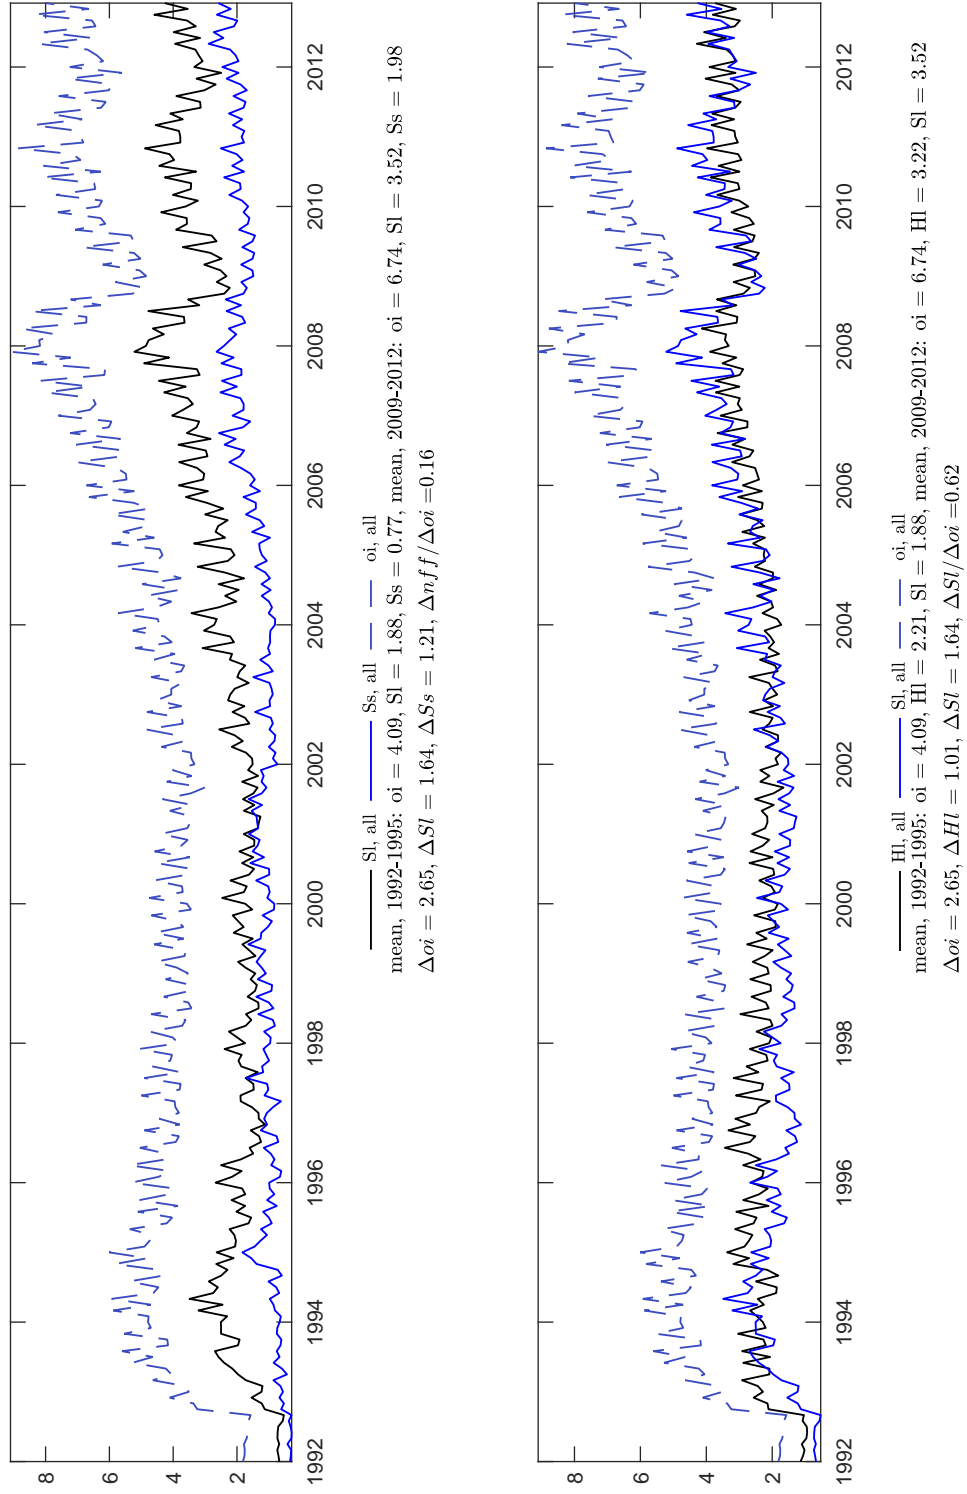 8
6
4
2
1992 1994 1996 1998 2000 2002 2004 2006 2008 2010 2012
Sl, all Ss, all oi, all
mean, 1992-1995: oi = 4.09, Sl = 1.88, Ss = 0.77, mean, 2009-2012: oi = 6.74, Sl = 3.52, Ss = 1.98
Δoi = 2.65, ΔSl = 1.64, ΔSs = 1.21, Δnff/Δoi =0.16
8
6
4
2
1992 1994 1996 1998 2000 2002 2004 2006 2008 2010 2012
Hl, all Sl, all oi, all
mean, 1992-1995: oi = 4.09, Hl = 2.21, Sl = 1.88, mean, 2009-2012: oi = 6.74, Hl = 3.22, Sl = 3.52
Δoi = 2.65, ΔHl = 1.01, ΔSl = 1.64, ΔSl/Δoi =0.62